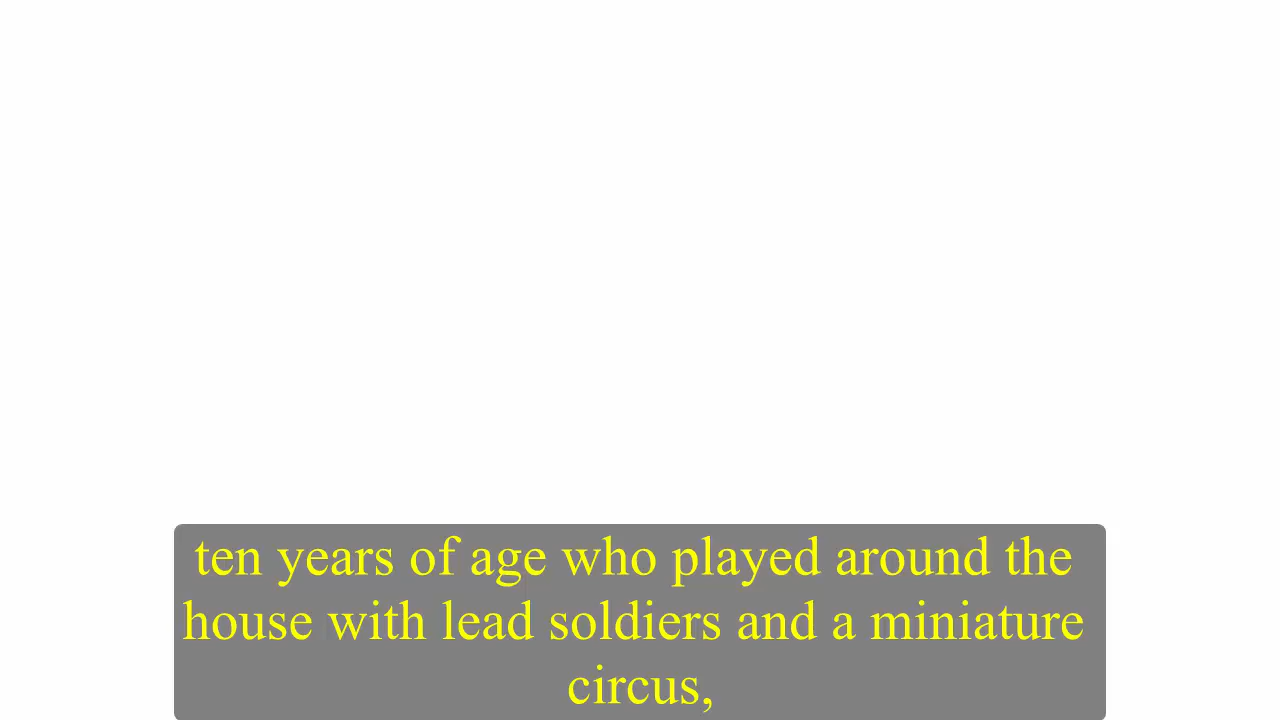 ten years of age who played around the
house with lead soldiers and a miniature
circus,